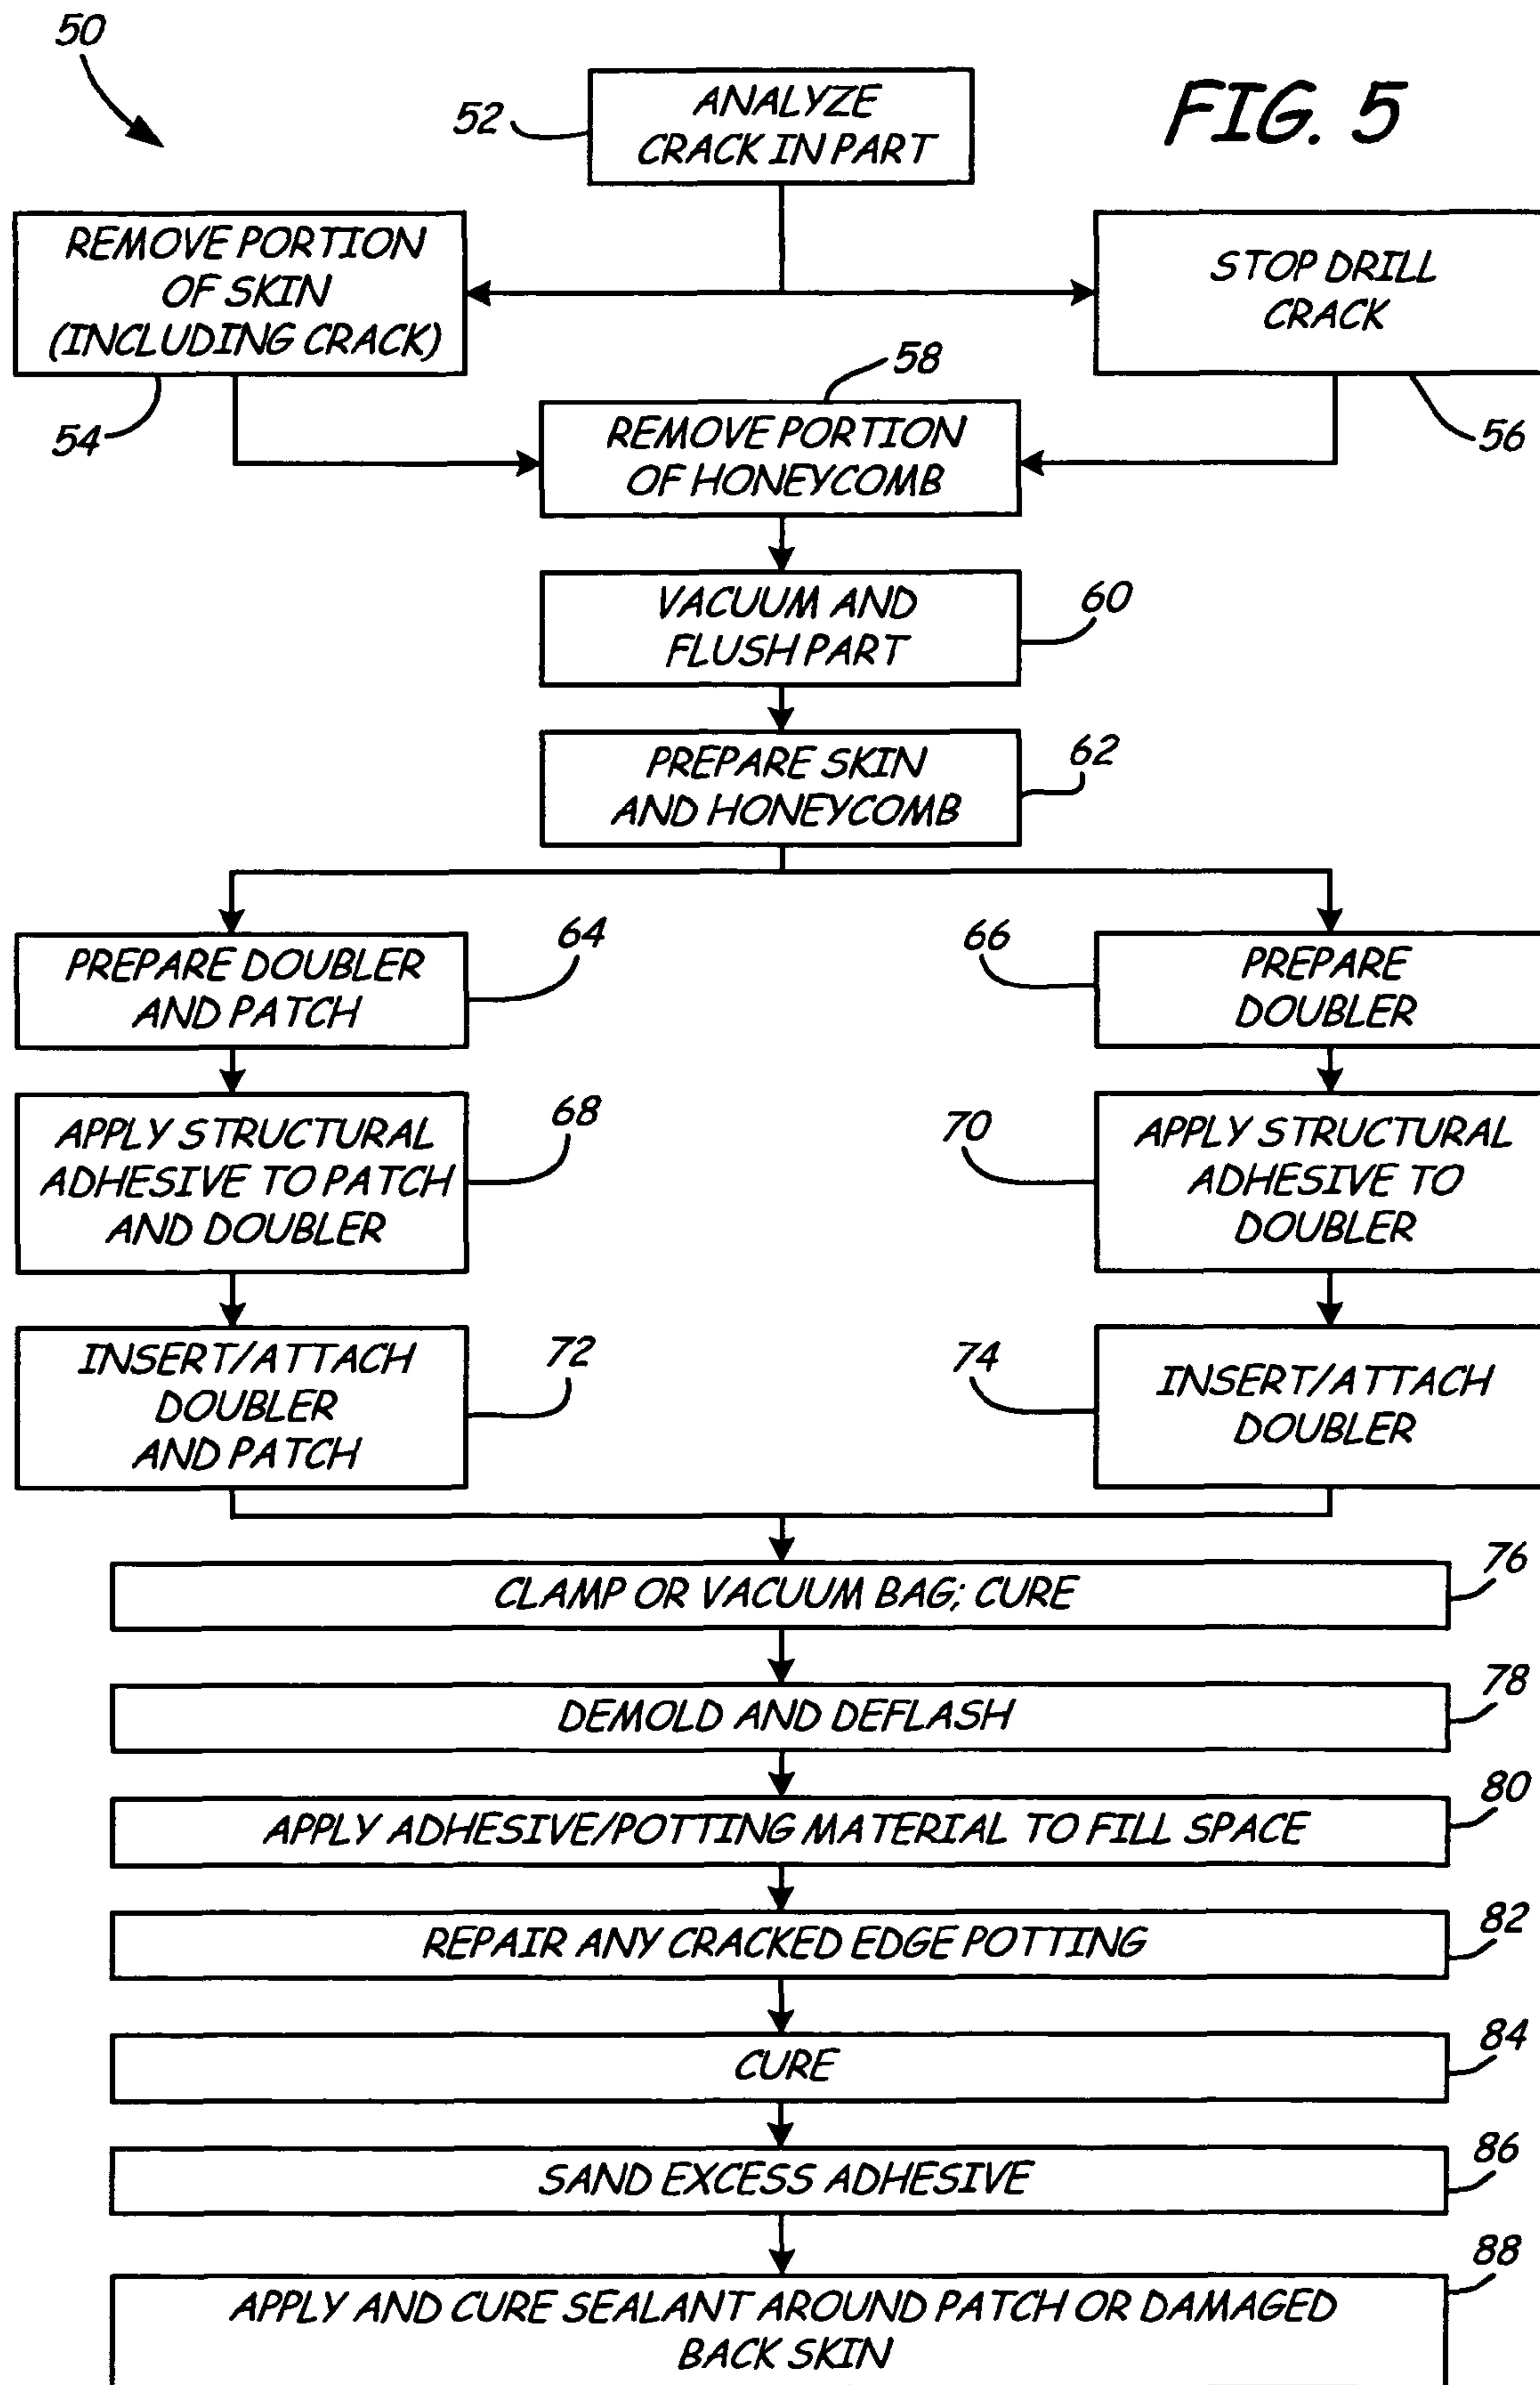 50
52
ANALYZE
CRACK IN PART
FIG. 5
REMOVE PORTION
OF SKIN
(INCLUDING CRACK)
54
STOP DRILL
CRACK
56
58
REMOVE PORTION
OF HONEYCOMB
VACUUM AND
FLUSH PART
60
PREPARE SKIN
AND HONEYCOMB
62
PREPARE DOUBLER
AND PATCH
64
66
PREPARE
DOUBLER
APPLY STRUCTURAL
ADHESIVE TO PATCH
AND DOUBLER
68
70
APPLY STRUCTURAL
ADHESIVE TO
DOUBLER
INSERT/ATTACH
DOUBLER
AND PATCH
72
74
INSERT/ATTACH
DOUBLER
CLAMP OR VACUUM BAG; CURE
76
DEMOLD AND DEFLASH
78
APPLY ADHESIVE/POTTING MATERIAL TO FILL SPACE
80
REPAIR ANY CRACKED EDGE POTTING
82
CURE
84
SAND EXCESS ADHESIVE
86
APPLY AND CURE SEALANT AROUND PATCH OR DAMAGED
BACK SKIN
88